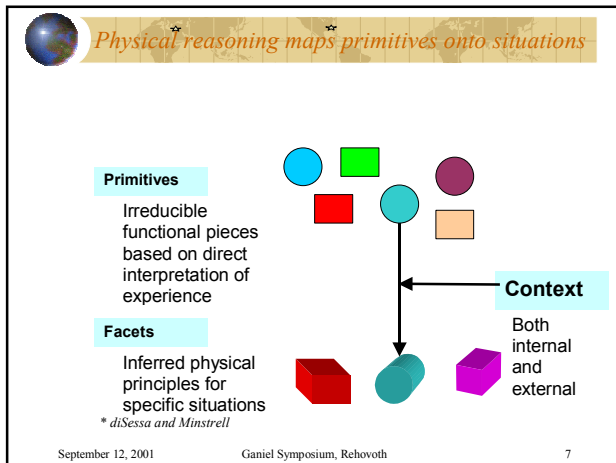 Physical reasoning maps primitives onto situations
Primitives
Irreducible
functional pieces
based on direct
interpretation of
experience
Context
Both
internal
and
external
Facets
Inferred physical
principles for
specific situations
* diSessa and Minstrell
September 12, 2001 Ganiel Symposium, Rehovoth 7